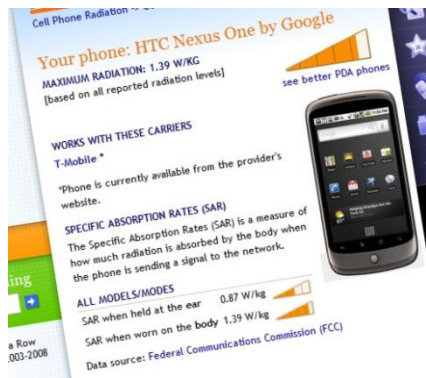 Cell Phone Radiation
Your phone: HTC Nexus One by Google
MAXIMUM RADIATION: 1.39 W/KG
[based on all reported radiation levels]
see better PDA phones
WORKS WITH THESE CARRIERS
T-Mobile *
*Phone is currently available from the provider's
website.
SPECIFIC ABSORPTION RATES (SAR)
The Specific Absorption Rates (SAR) is a measure of
how much radiation is absorbed by the body when
the phone is sending a signal to the network.
ALL MODELS/MODES
SAR when held at the ear 0.87 W/kg
SAR when worn on the body 1.39 W/kg
Data source: Federal Communications Commission (FCC)
ning
a Row
003-2008